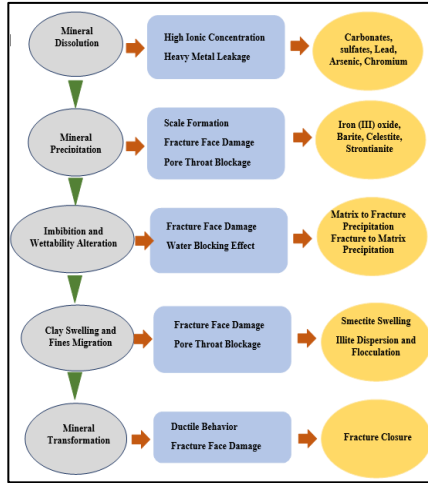 Mineral
Dissolution
High Ionic Concentration
Heavy Metal Leakage
Carbonates,
sulfates, Lead,
Arsenic, Chromium
Mineral
Precipitation
Scale Formation
Fracture Face Damage
Pore Throat Blockage
Iron (III) oxide,
Barite, Celestite,
Strontianite
Imbibition and
Wettability Alteration
Fracture Face Damage
Water Blocking Effect
Matrix to Fracture
Precipitation
Fracture to Matrix
Precipitation
Clay Swelling and
Fines Migration
Fracture Face Damage
Pore Throat Blockage
Smectite Swelling
Illite Dispersion and
Flocculation
Mineral
Transformation
Ductile Behavior
Fracture Face Damage
Fracture Closure